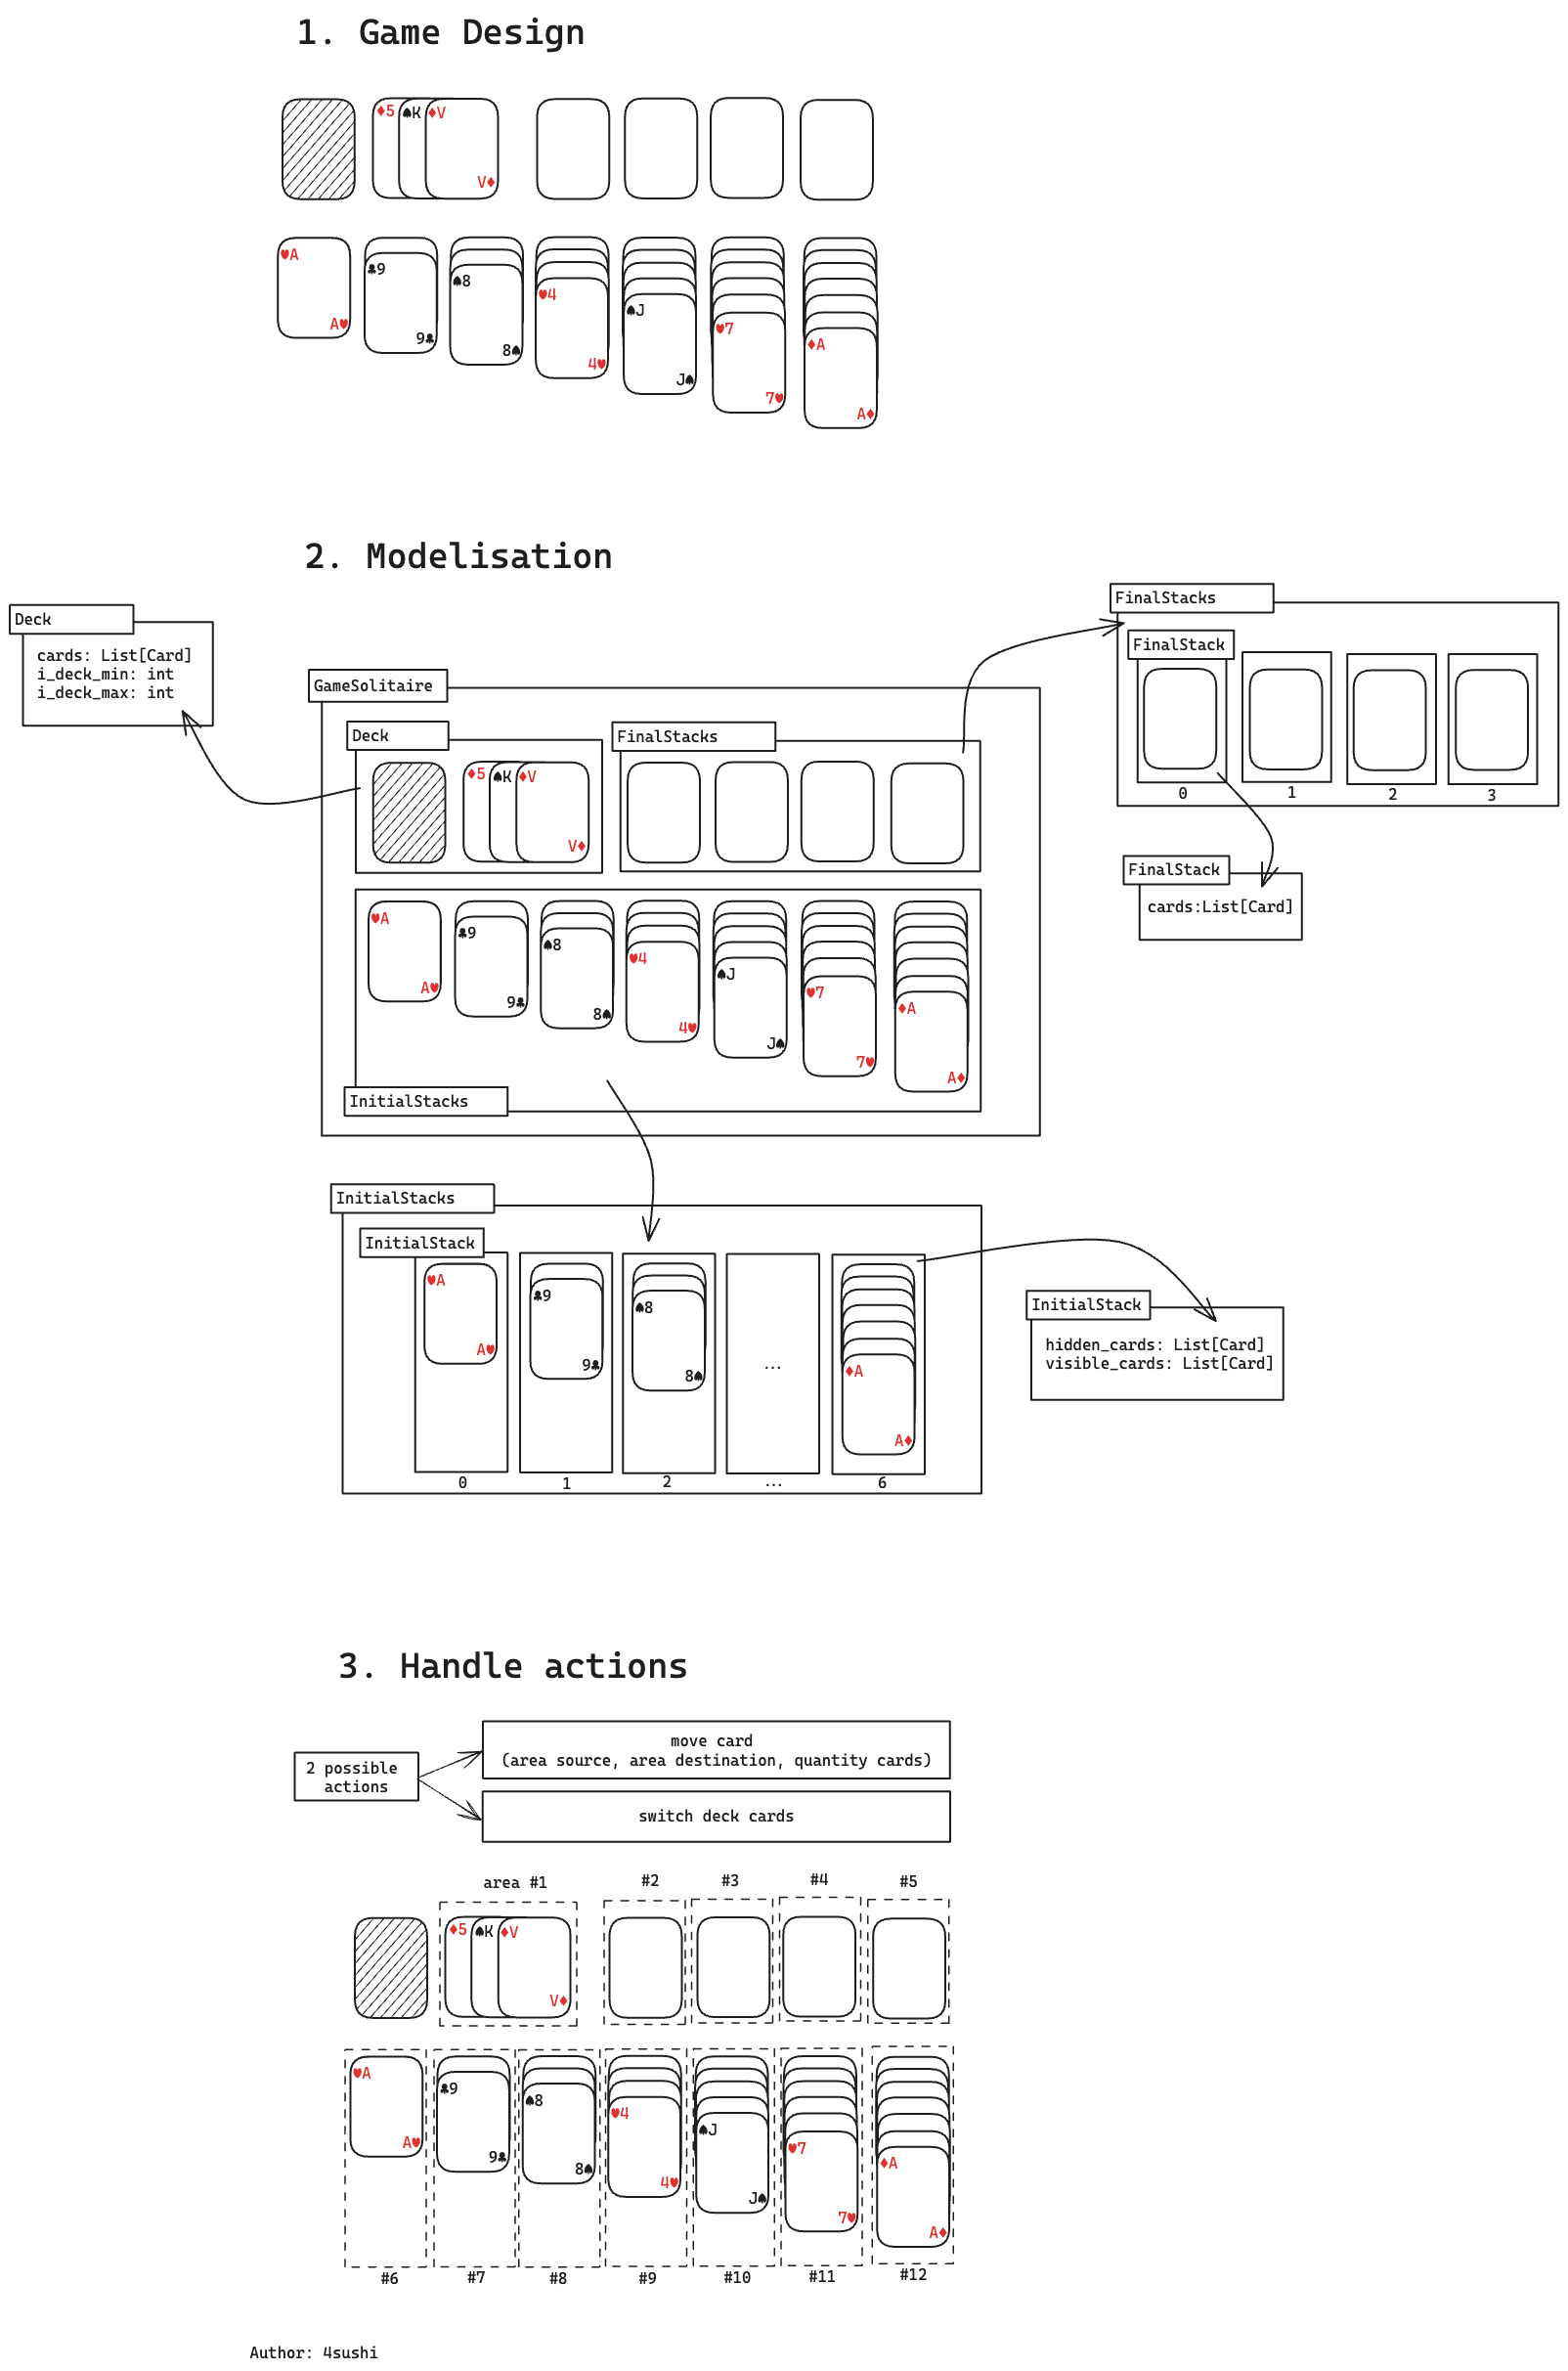 1. Game Design
♦5 ♠K ♦V
V♦
♥A ♣9 ♠8 ♥4 ♠J ♥7 ♦A
A♥ 9♣ 8♠ 4♥ J♠ 7♥ A♦
2. Modelisation
Deck
cards: List[Card]
i_deck_min: int
i_deck_max: int
GameSolitaire
Deck
♦5 ♠K ♦V
V♦
FinalStacks
♥A ♣9 ♠8 ♥4 ♠J ♥7 ♦A
A♥ 9♣ 8♠ 4♥ J♠ 7♥ A♦
InitialStacks
FinalStacks
FinalStack
0 1 2 3
FinalStack
cards:List[Card]
InitialStacks
InitialStack
♥A ♣9 ♠8 ... ♦A
A♥ 9♣ 8♠ A♦
0 1 2 ... 6
InitialStack
hidden_cards: List[Card]
visible_cards: List[Card]
3. Handle actions
2 possible
actions
move card
(area source, area destination, quantity cards)
switch deck cards
area #1 #2 #3 #4 #5
♦5 ♠K ♦V
V♦
♥A ♣9 ♠8 ♥4 ♠J ♥7 ♦A
A♥ 9♣ 8♠ 4♥ J♠ 7♥ A♦
#6 #7 #8 #9 #10 #11 #12
Author: 4sushi